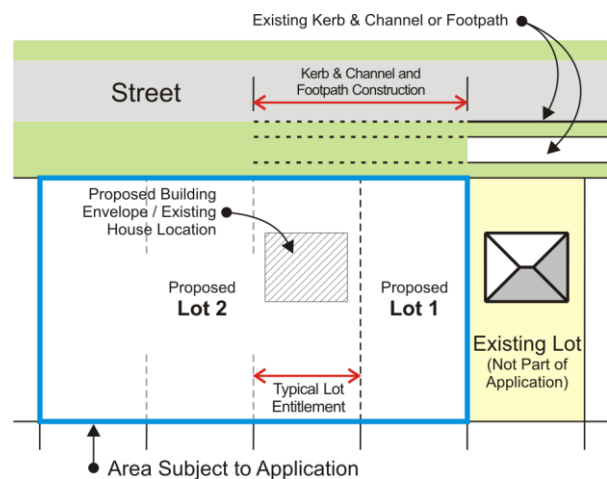 Existing Kerb & Channel or Footpath
Street
Kerb & Channel and
Footpath Construction
Proposed Building
Envelope / Existing
House Location
Proposed
Lot 2
Proposed
Lot 1
Existing Lot
(Not Part of
Application)
Typical Lot
Entitlement
Area Subject to Application